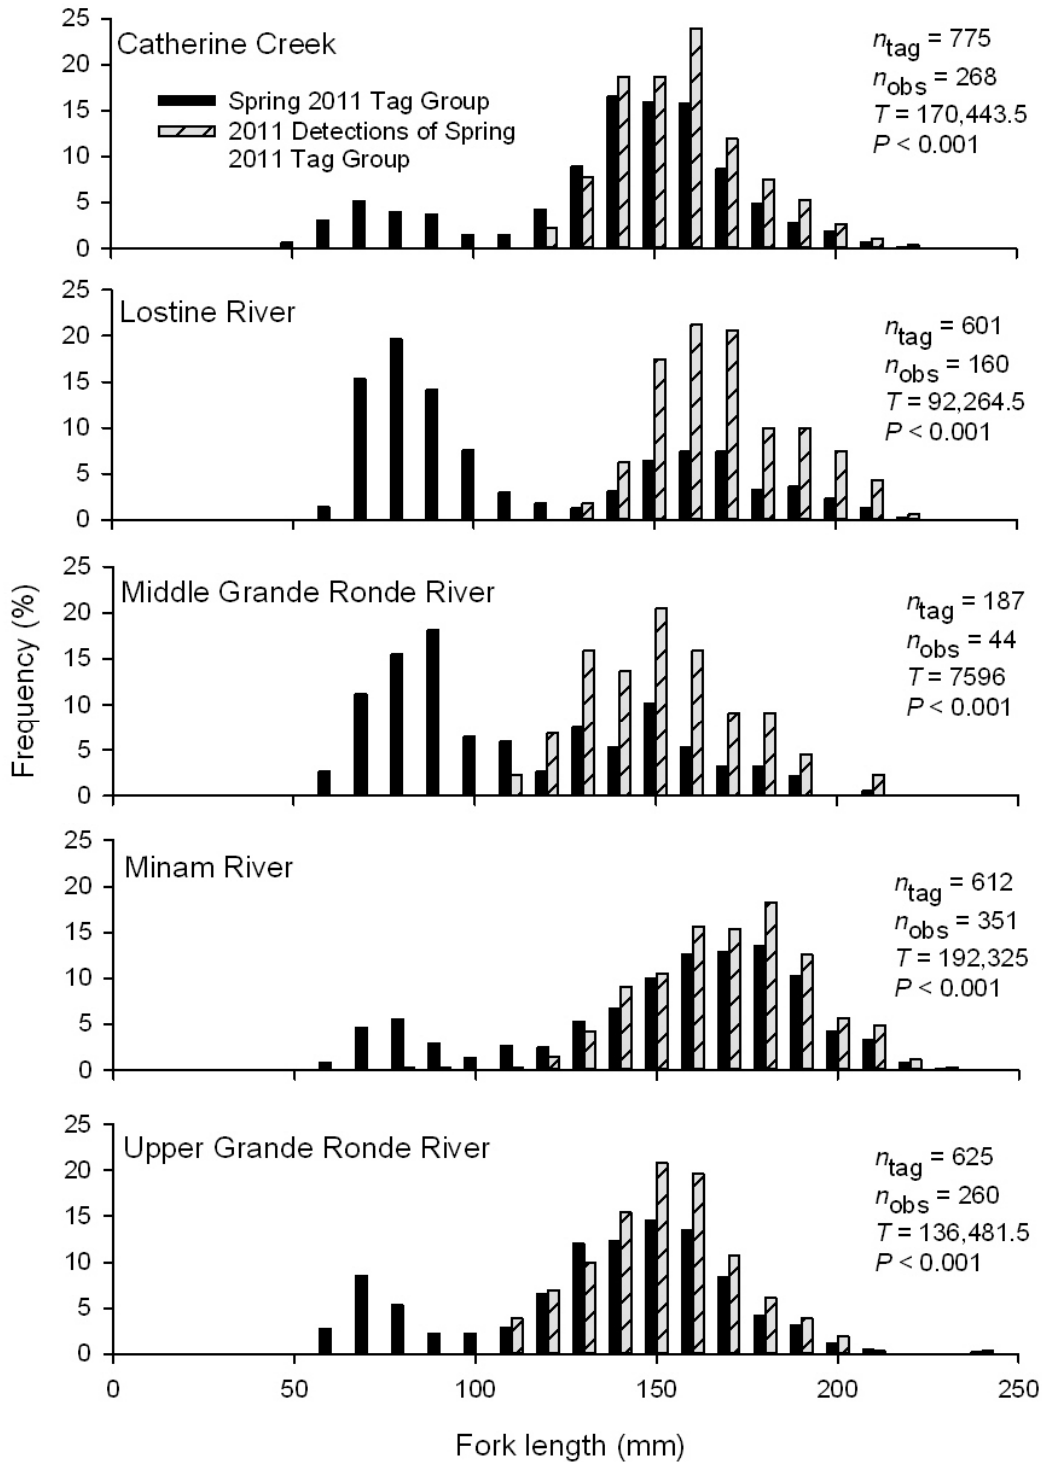 Catherine Creek
Spring 2011 Tag Group
2011 Detections of Spring
2011 Tag Group
ntag = 775
nobs = 268
T = 170,443.5
P < 0.001
25
20
15
10
5
0
Lostine River
ntag = 601
nobs = 160
T = 92,264.5
P < 0.001
25
20
15
10
5
0
Middle Grande Ronde River
ntag = 187
nobs = 44
T = 7596
P < 0.001
25
20
15
10
5
0
Frequency (%)
Minam River
ntag = 612
nobs = 351
T = 192,325
P < 0.001
25
20
15
10
5
0
Upper Grande Ronde River
ntag = 625
nobs = 260
T = 136,481.5
P < 0.001
25
20
15
10
5
0
0 50 100 150 200 250
Fork length (mm)